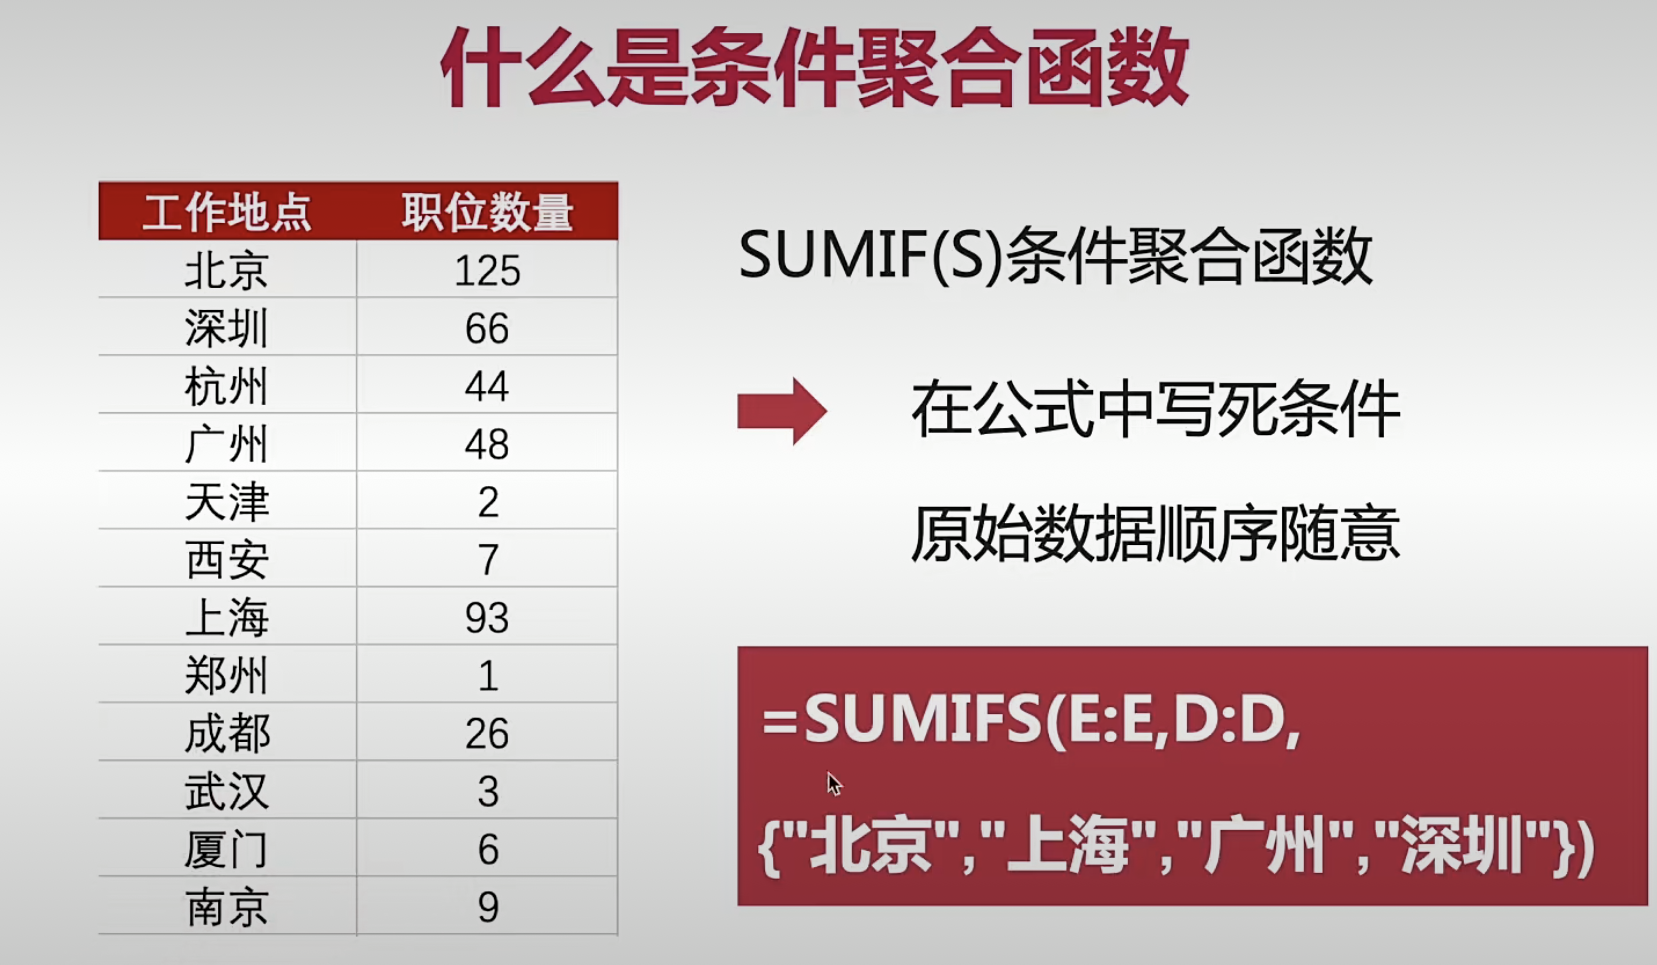 什么是条件聚合函数
工作地点 职位数量
北京 125
深圳 66
杭州 44
广州 48
天津 2
西安 7
上海 93
郑州 1
成都 26
武汉 3
厦门 6
南京 9
SUMIF(S)条件聚合函数
在公式中写死条件
原始数据顺序随意
=SUMIFS(E:E,D:D,
{"北京","上海","广州","深圳"})